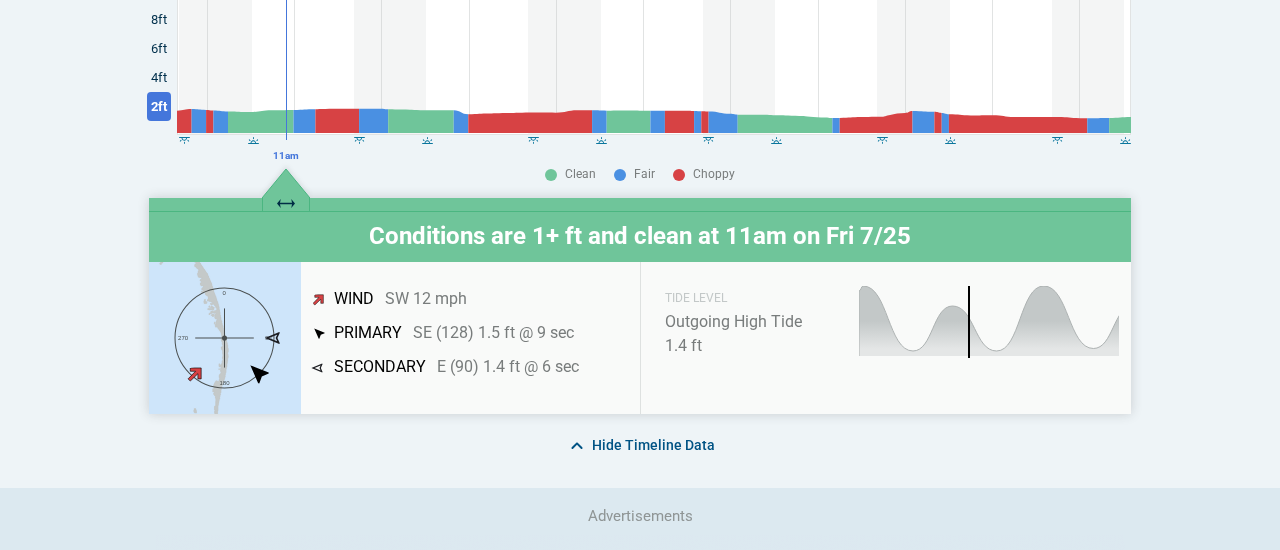 8ft
6ft
4ft
2ft
11am
Clean
Fair
Choppy
Conditions are 1+ ft and clean at 11am on Fri 7/25
0
270
180
WIND SW 12 mph
PRIMARY SE (128) 1.5 ft @ 9 sec
SECONDARY E (90) 1.4 ft @ 6 sec
TIDE LEVEL
Outgoing High Tide
1.4 ft
Hide Timeline Data
Advertisements